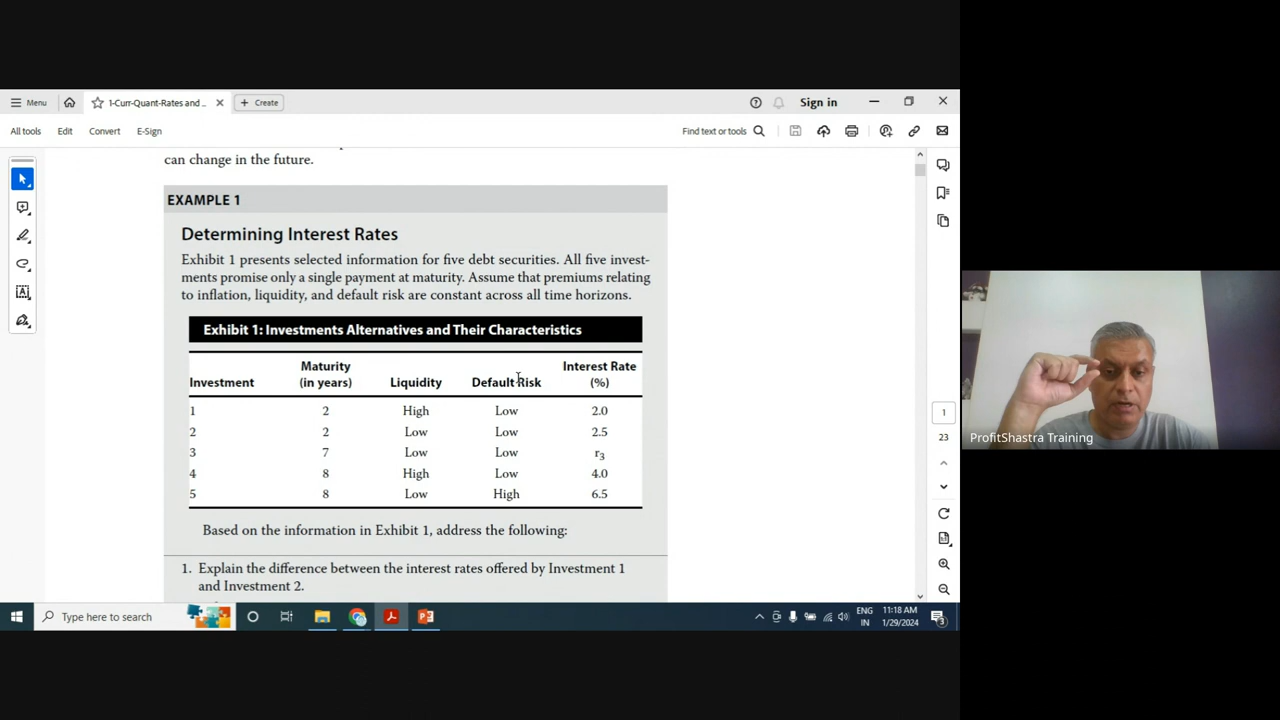 Menu
1-Curr-Quant-Rates and ...
Create
Sign in
All tools Edit Convert E-Sign
Find text or tools
can change in the future.
EXAMPLE 1
Determining Interest Rates
Exhibit 1 presents selected information for five debt securities. All five invest-
ments promise only a single payment at maturity. Assume that premiums relating
to inflation, liquidity, and default risk are constant across all time horizons.
Exhibit 1: Investments Alternatives and Their Characteristics
Investment Maturity (in years) Liquidity Default Risk Interest Rate (%)
1 2 High Low 2.0
2 2 Low Low 2.5
3 7 Low Low r3
4 8 High Low 4.0
5 8 Low High 6.5
Based on the information in Exhibit 1, address the following:
1. Explain the difference between the interest rates offered by Investment 1
and Investment 2.
1
23
ProfitShastra Training
Type here to search
ENG
IN
11:18 AM
1/29/2024
3